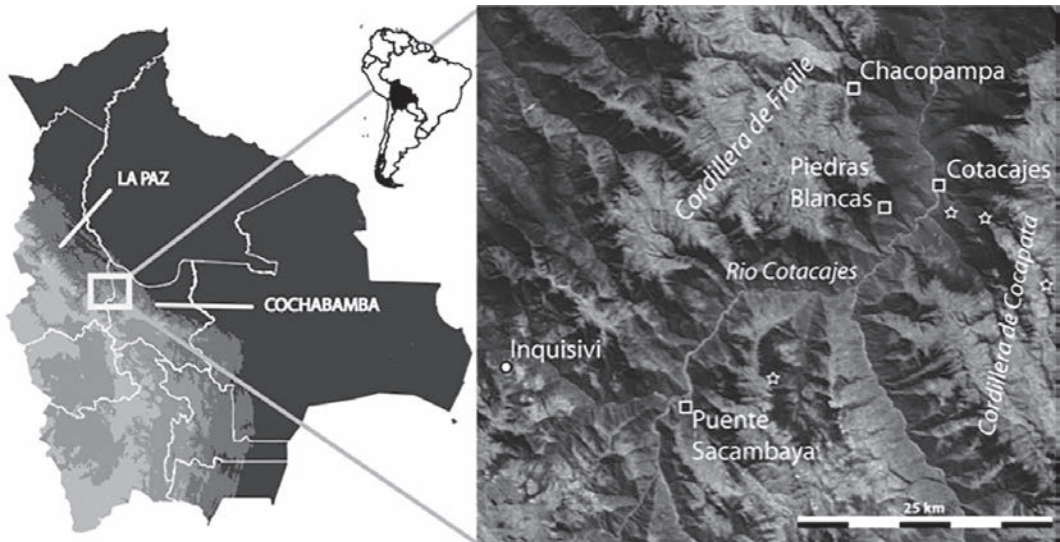 LA PAZ
COCHABAMBA
Chacopampa
Cordillera de Fraile
Piedras
Blancas
Cotacajes
Rio Cotacajes
Cordillera de Cocapata
Inquisivi
Puente
Sacambaya
25 km